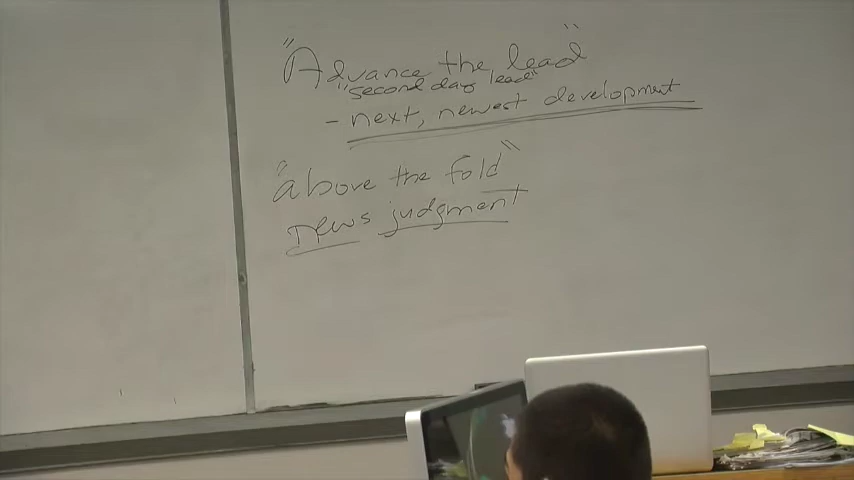 "Advance the lead"
"second day lead"
- next, newest development
"above the fold"
news judgment